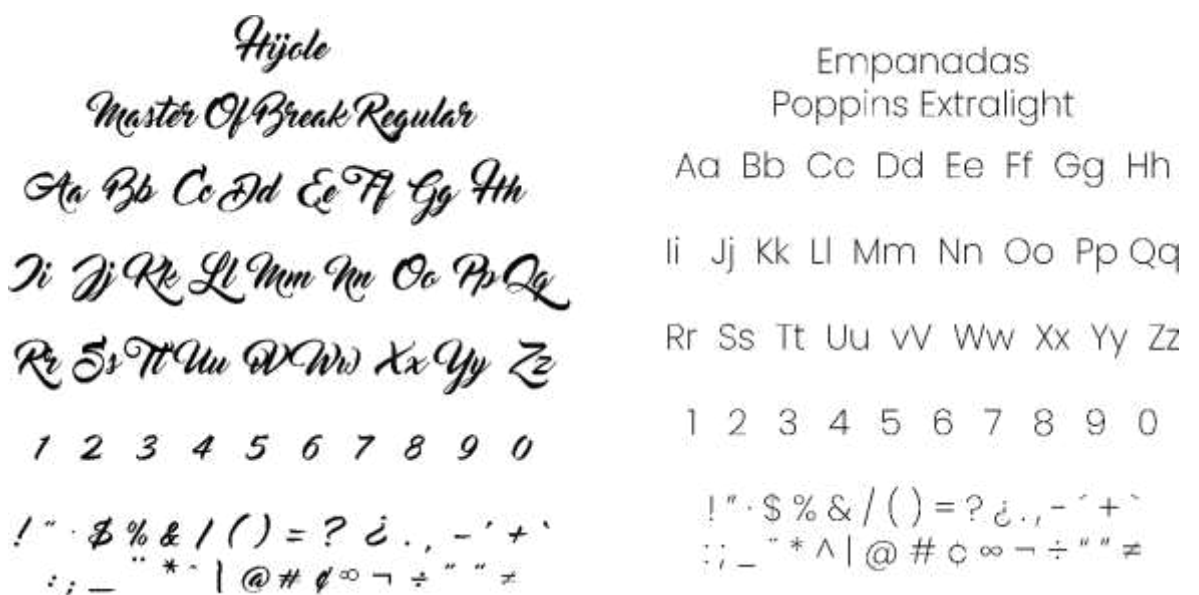 Hijole
Master Of Break Regular
Aa Bb Cc Dd Ee Ff Gg Hh
Ii Jj Kk Ll Mm Nn Oo Pp Qq
Rr Ss Tt Uu vV Ww Xx Yy Zz
1 2 3 4 5 6 7 8 9 0
! " · $ % & / ( ) = ? ¿ . , - ´ + `
: ; _ ¨ * ^ | @ # ¢ ∞ ¬ ÷ " " ≠
Empanadas
Poppins Extralight
Aa Bb Cc Dd Ee Ff Gg Hh
Ii Jj Kk Ll Mm Nn Oo Pp Qq
Rr Ss Tt Uu vV Ww Xx Yy Zz
1 2 3 4 5 6 7 8 9 0
! " · $ % & / ( ) = ? ¿ . , - ´ + `
: ; _ ¨ * ^ | @ # ¢ ∞ ¬ ÷ " " ≠